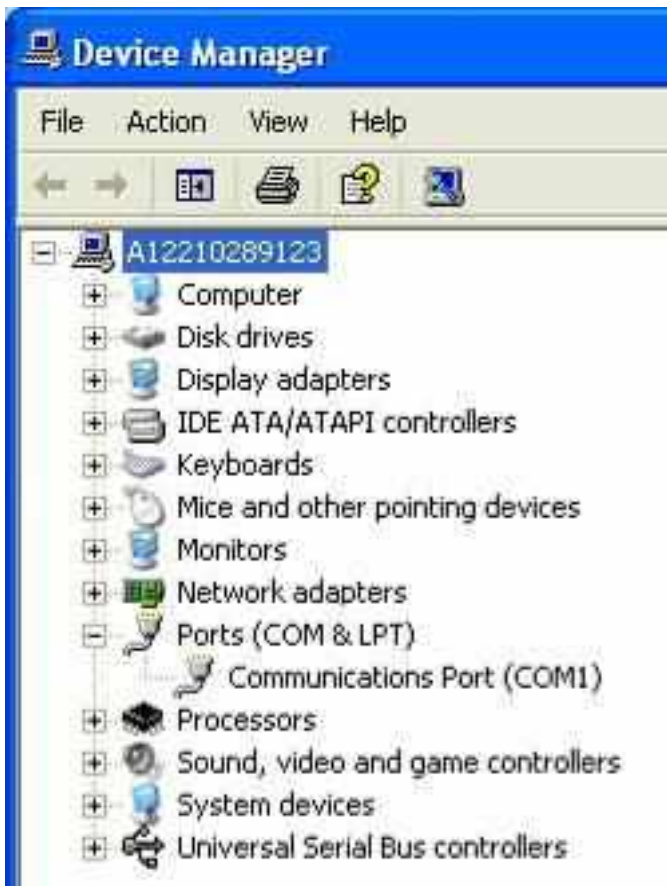 Device Manager
File Action View Help
A12210289123
Computer
Disk drives
Display adapters
IDE ATA/ATAPI controllers
Keyboards
Mice and other pointing devices
Monitors
Network adapters
Ports (COM & LPT)
Communications Port (COM1)
Processors
Sound, video and game controllers
System devices
Universal Serial Bus controllers